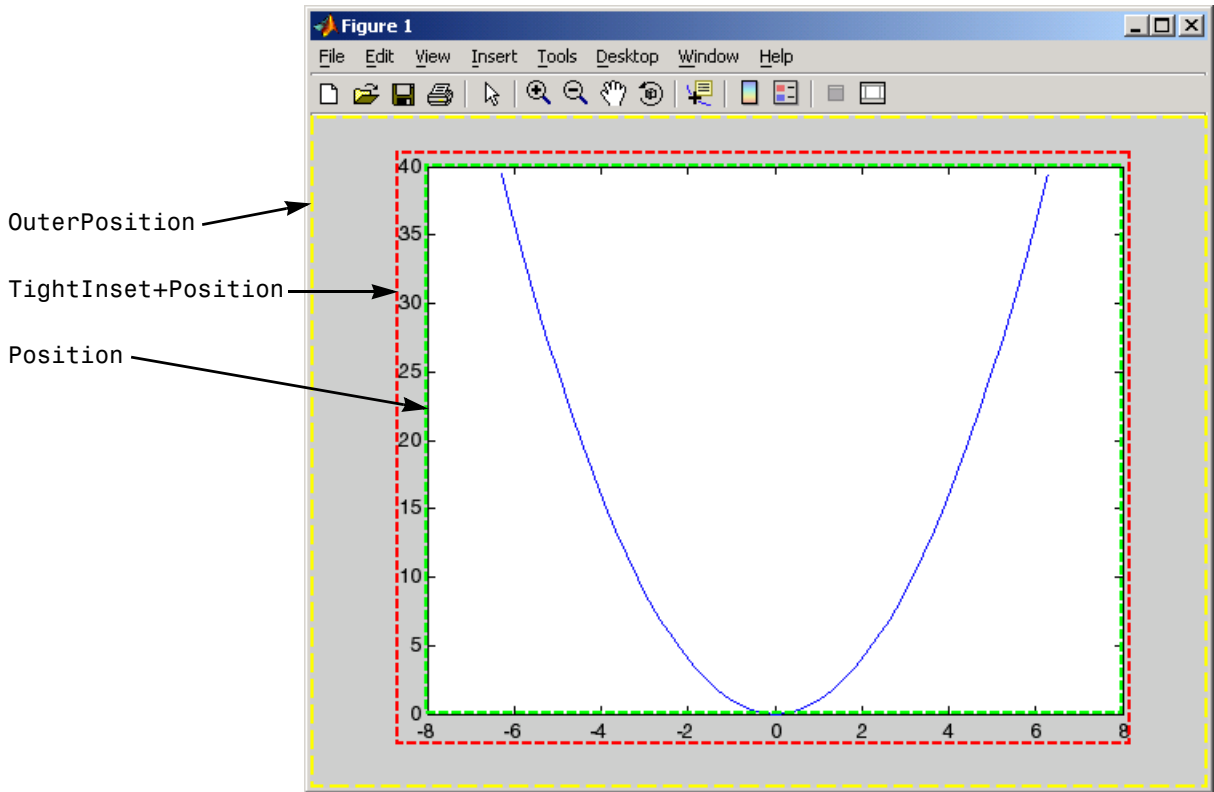 Figure 1
File Edit View Insert Tools Desktop Window Help
OuterPosition
TightInset+Position
Position
40
35
30
25
20
15
10
5
0
-8 -6 -4 -2 0 2 4 6 8